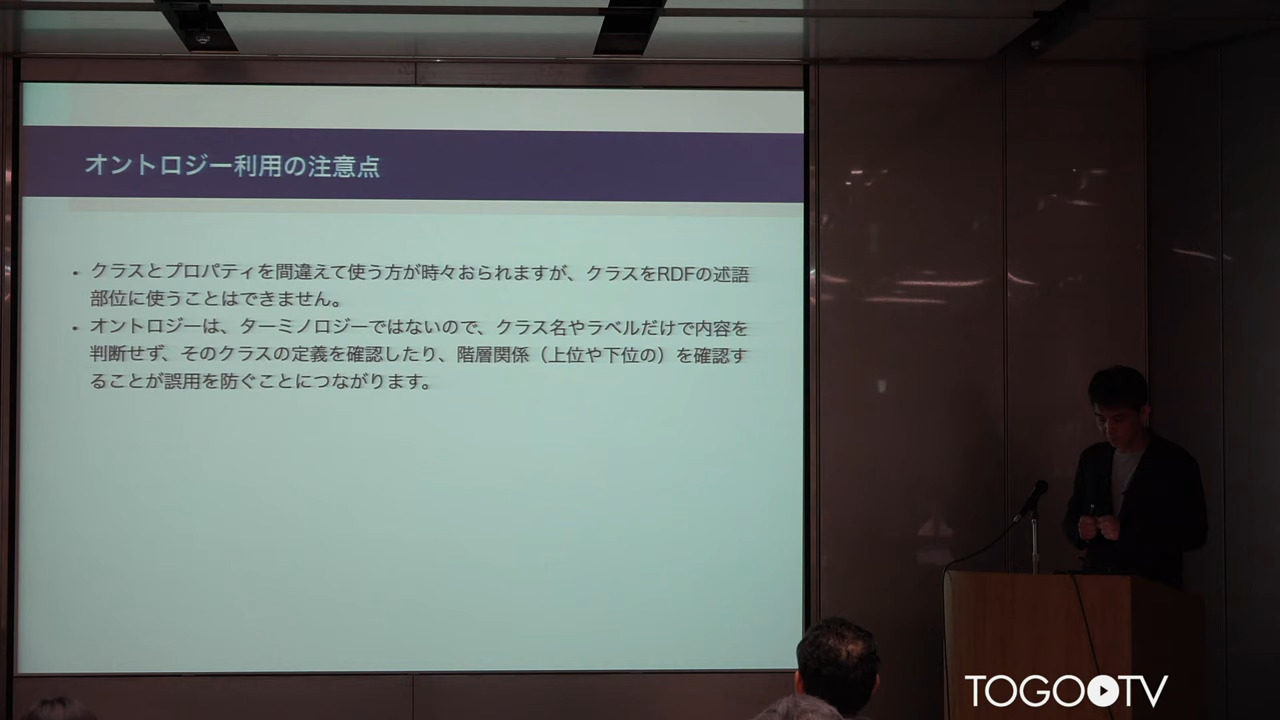 オントロジー利用の注意点
• クラスとプロパティを間違えて使う方が時々おられますが、クラスをRDFの述語
部位に使うことはできません。
• オントロジーは、ターミノロジーではないので、クラス名やラベルだけで内容を
判断せず、そのクラスの定義を確認したり、階層関係（上位や下位の）を確認す
ることが誤用を防ぐことにつながります。
TOGO TV